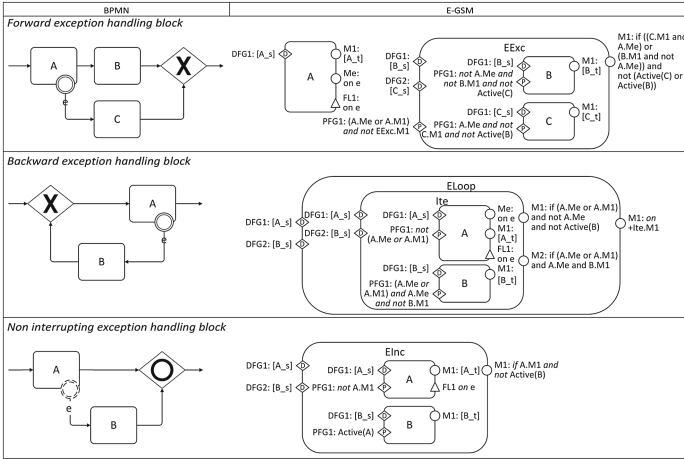 BPMN
E-GSM
Forward exception handling block
A
B
e
C
X
DFG1: [A_s]
D
A
M1:
[A_t]
Me:
on e
FL1:
on e
EExc
DFG1:
[B_s]
D
DFG2:
[C_s]
D
PFG1: (A.Me or A.M1)
and not EExc.M1
P
DFG1: [B_s]
D
PFG1: not A.Me and
not B.M1 and not
Active(C)
P
B
M1:
[B_t]
DFG1: [C_s]
D
PFG1: A.Me and not
C.M1 and not Active(B)
P
C
M1:
[C_t]
M1: if ((C.M1 and
A.Me) or
(B.M1 and not
A.Me)) and
not (Active(C) or
Active(B))
Backward exception handling block
X
A
e
B
ELoop
DFG1: [A_s]
D
DFG2: [B_s]
D
Ite
DFG1: [A_s]
D
DFG2: [B_s]
D
DFG1: [A_s]
D
PFG1: not
(A.Me or A.M1)
P
A
Me:
on e
M1:
[A_t]
FL1:
on e
DFG1: [B_s]
D
PFG1: (A.Me or
A.M1) and A.Me
and not B.M1
P
B
M1:
[B_t]
M1: if (A.Me or A.M1)
and not A.Me
and not Active(B)
M2: if (A.Me or A.M1)
and A.Me and B.M1
M1: on
+Ite.M1
Non interrupting exception handling block
A
e
B
EInc
DFG1: [A_s]
D
DFG2: [B_s]
D
DFG1: [A_s]
D
PFG1: not A.M1
P
A
M1: [A_t]
FL1 on e
DFG1: [B_s]
D
PFG1: Active(A)
P
B
M1: [B_t]
M1: if A.M1 and
not Active(B)